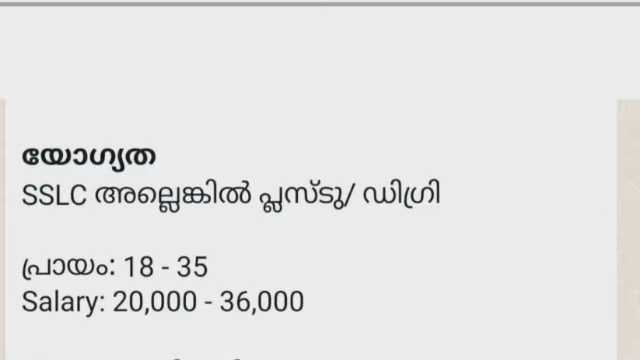 യോഗ്യത
SSLC അല്ലെങ്കിൽ പ്ലസ്ടു/ ഡിഗ്രി
പ്രായം: 18 - 35
Salary: 20,000 - 36,000